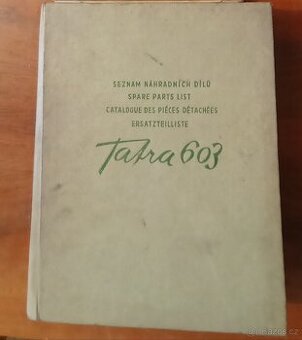 SEZNAM NÁHRADNÍCH DÍLŮ
SPARE PARTS LIST
CATALOGUE DES PIÈCES DÉTACHÉES
ERSATZTEILLISTE
Tatra 603